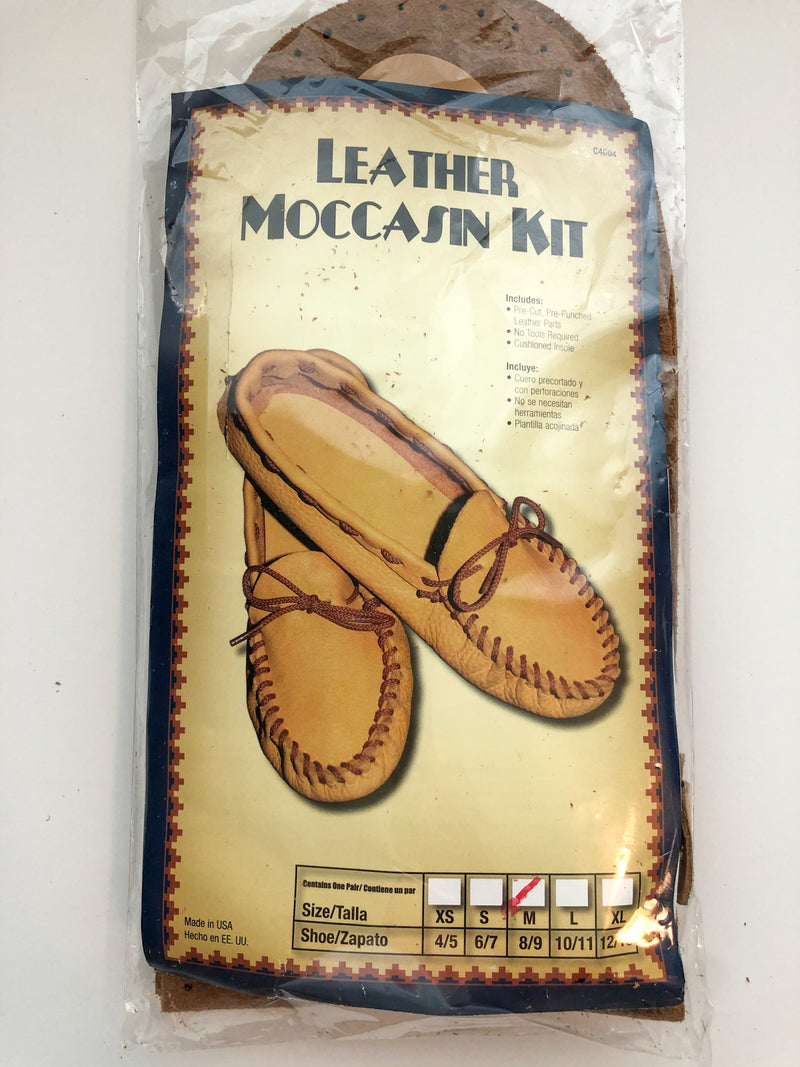 C4604
LEATHER
MOCCASIN KIT
Includes:
• Pre-Cut, Pre-Punched
Leather Parts
• No Tools Required
• Cushioned Insole
Incluye:
• Cuero precortado y
con perforaciones
• No se necesitan
herramientas
• Plantilla acojinada
Contains One Pair/ Contiene un par
Size/Talla XS S M L XL
Shoe/Zapato 4/5 6/7 8/9 10/11
Made in USA
Hecho en EE. UU.